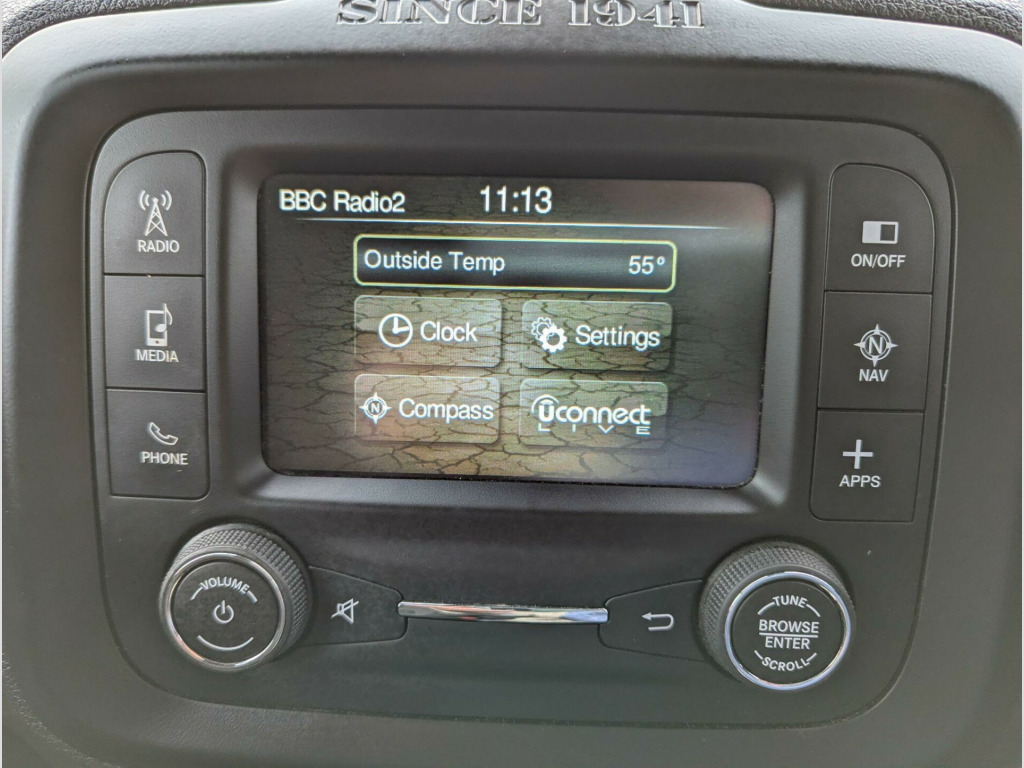 SINCE 1941
BBC Radio2 11:13
Outside Temp 55°
Clock
Settings
Compass
Uconnect
LIVE
RADIO
MEDIA
PHONE
ON/OFF
N
NAV
APPS
VOLUME
TUNE
BROWSE
ENTER
SCROLL